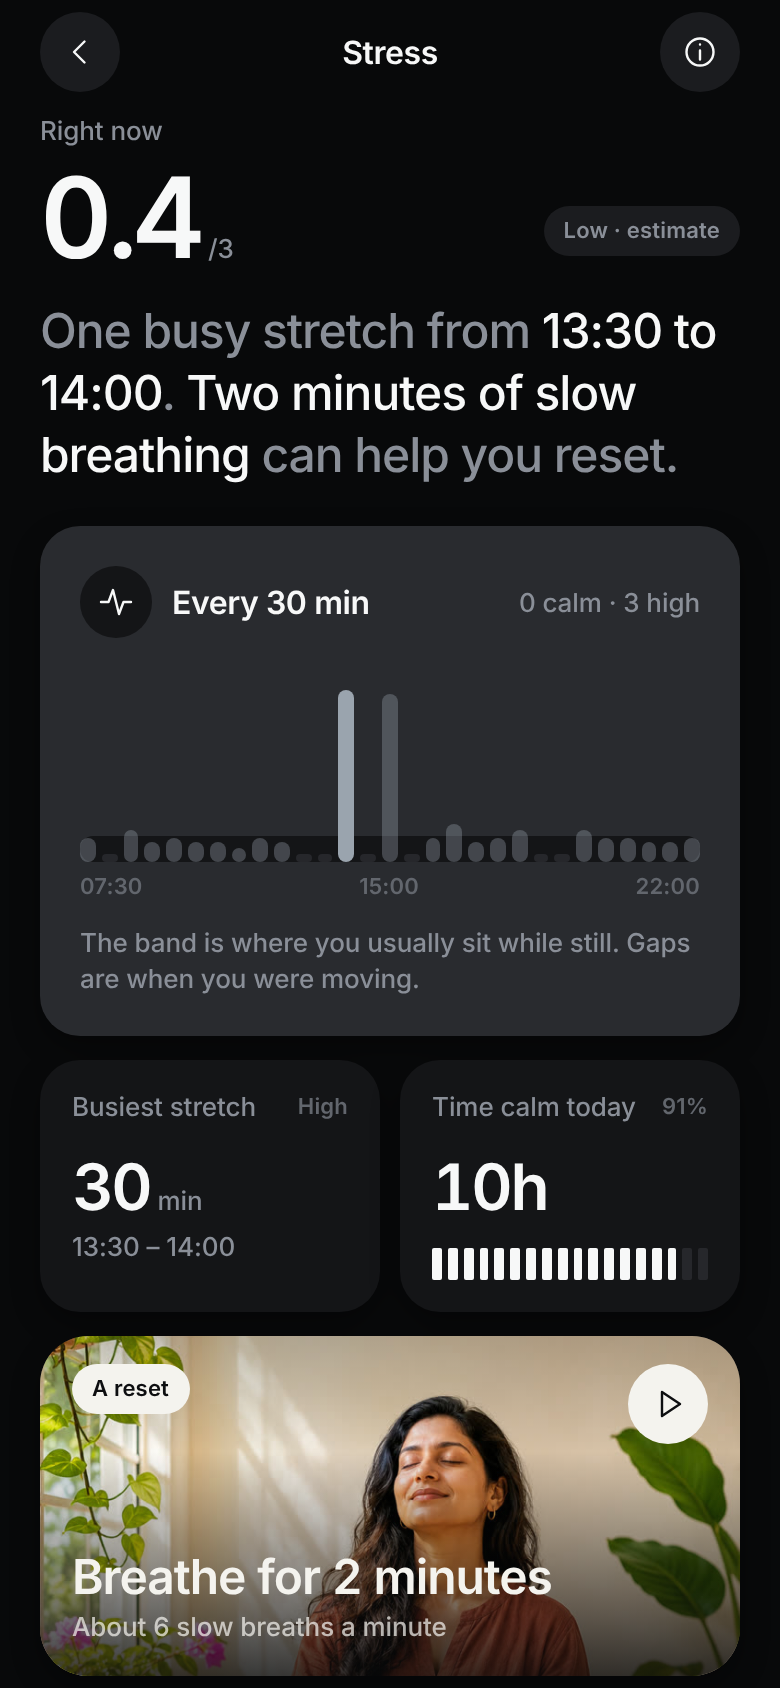 Stress
Right now
0.4 /3
Low · estimate
One busy stretch from 13:30 to
14:00. Two minutes of slow
breathing can help you reset.
Every 30 min
0 calm · 3 high
07:30 15:00 22:00
The band is where you usually sit while still. Gaps
are when you were moving.
Busiest stretch High
30 min
13:30 – 14:00
Time calm today 91%
10h
A reset
Breathe for 2 minutes
About 6 slow breaths a minute